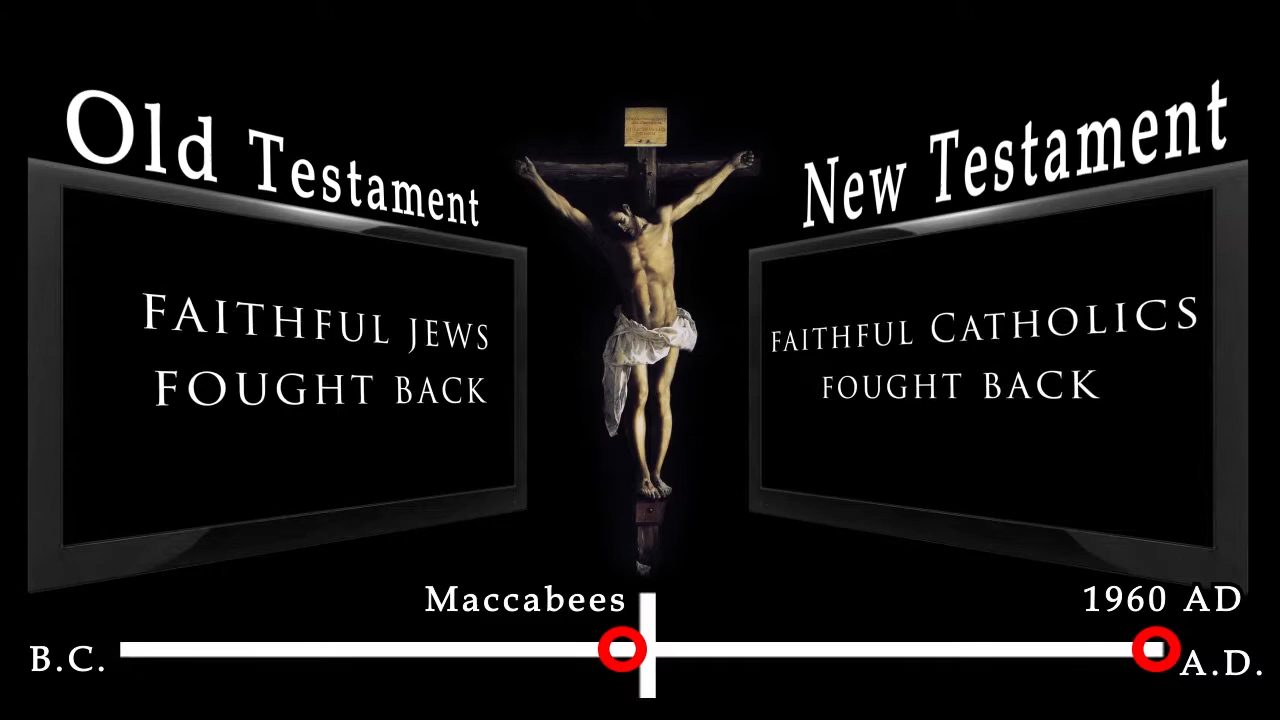 Old Testament
New Testament
FAITHFUL JEWS
FOUGHT BACK
FAITHFUL CATHOLICS
FOUGHT BACK
Maccabees
1960 AD
B.C.
A.D.